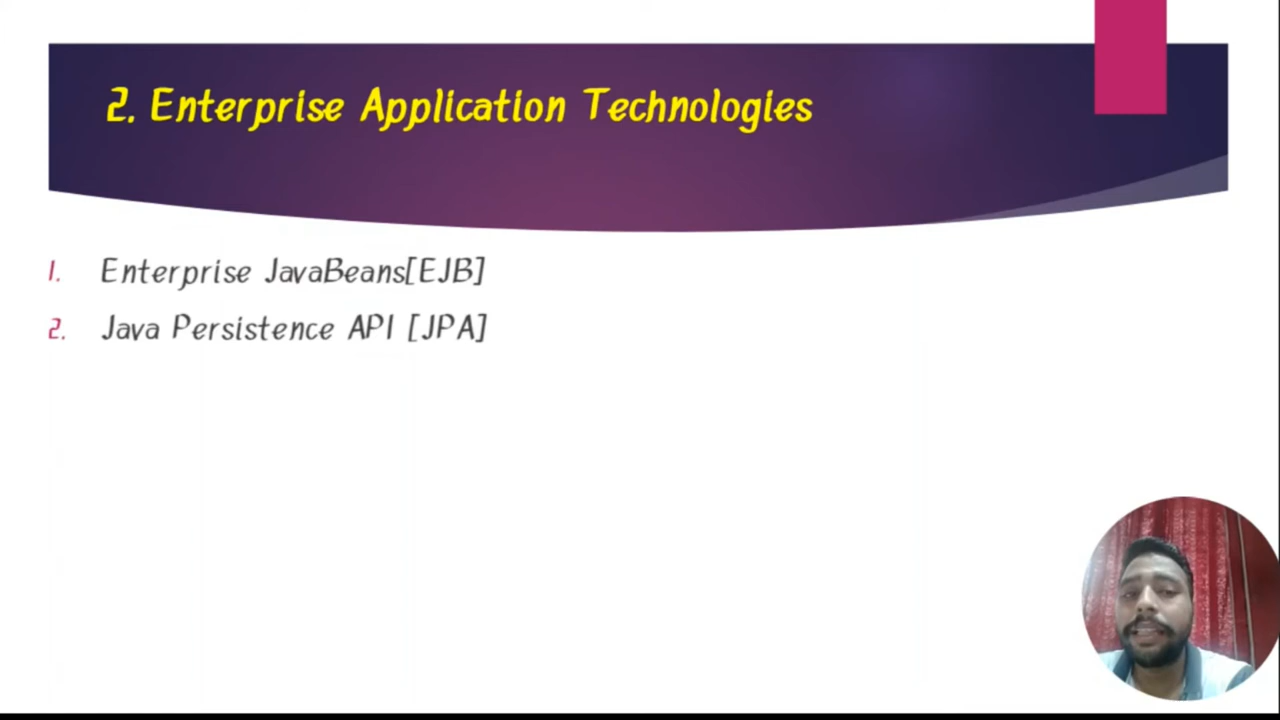 2. Enterprise Application Technologies
1. Enterprise JavaBeans[EJB]
2. Java Persistence API [JPA]